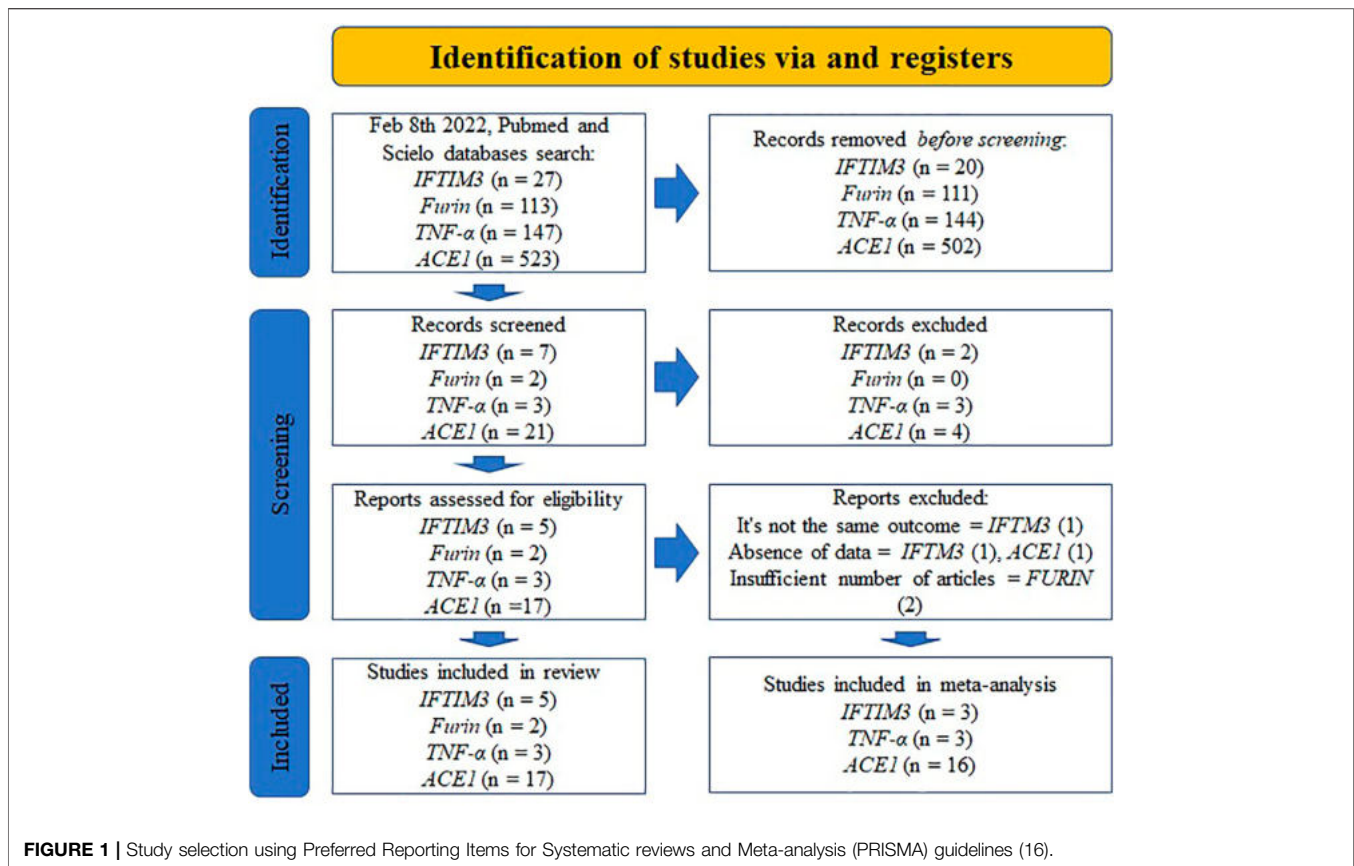 Identification of studies via and registers
Identification
Feb 8th 2022, Pubmed and
Scielo databases search:
IFTIM3 (n = 27)
Furin (n = 113)
TNF-α (n = 147)
ACE1 (n = 523)
Records removed before screening:
IFTIM3 (n = 20)
Furin (n = 111)
TNF-α (n = 144)
ACE1 (n = 502)
Screening
Records screened
IFTIM3 (n = 7)
Furin (n = 2)
TNF-α (n = 3)
ACE1 (n = 21)
Records excluded
IFTIM3 (n = 2)
Furin (n = 0)
TNF-α (n = 3)
ACE1 (n = 4)
Reports assessed for eligibility
IFTIM3 (n = 5)
Furin (n = 2)
TNF-α (n = 3)
ACE1 (n =17)
Reports excluded:
It's not the same outcome = IFTM3 (1)
Absence of data = IFTM3 (1), ACE1 (1)
Insufficient number of articles = FURIN
(2)
Included
Studies included in review
IFTIM3 (n = 5)
Furin (n = 2)
TNF-α (n = 3)
ACE1 (n = 17)
Studies included in meta-analysis
IFTIM3 (n = 3)
TNF-α (n = 3)
ACE1 (n = 16)
FIGURE 1 | Study selection using Preferred Reporting Items for Systematic reviews and Meta-analysis (PRISMA) guidelines (16).